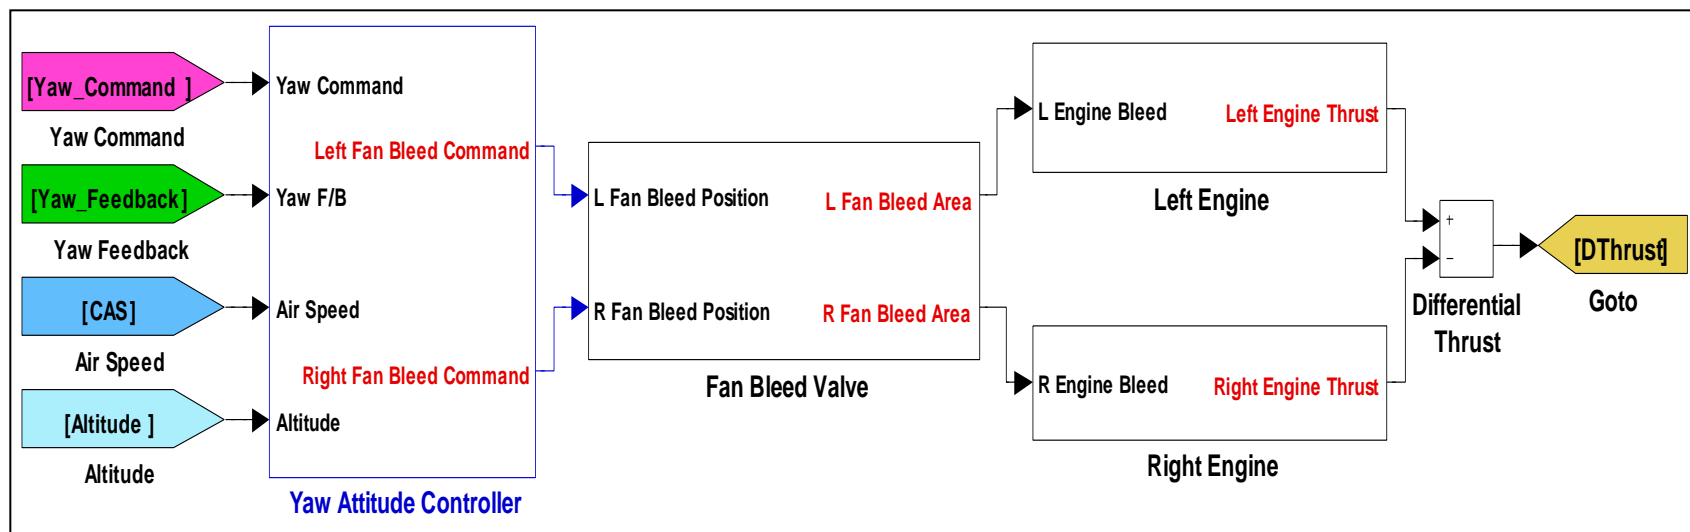 [Yaw_Command ]
Yaw Command
[Yaw_Feedback]
Yaw Feedback
[CAS]
Air Speed
[Altitude ]
Altitude
Yaw Command
Left Fan Bleed Command
Yaw F/B
Air Speed
Right Fan Bleed Command
Altitude
Yaw Attitude Controller
L Fan Bleed Position
L Fan Bleed Area
R Fan Bleed Position
R Fan Bleed Area
Fan Bleed Valve
L Engine Bleed
Left Engine Thrust
Left Engine
R Engine Bleed
Right Engine Thrust
Right Engine
+
−
Differential
Thrust
[DThrust]
Goto